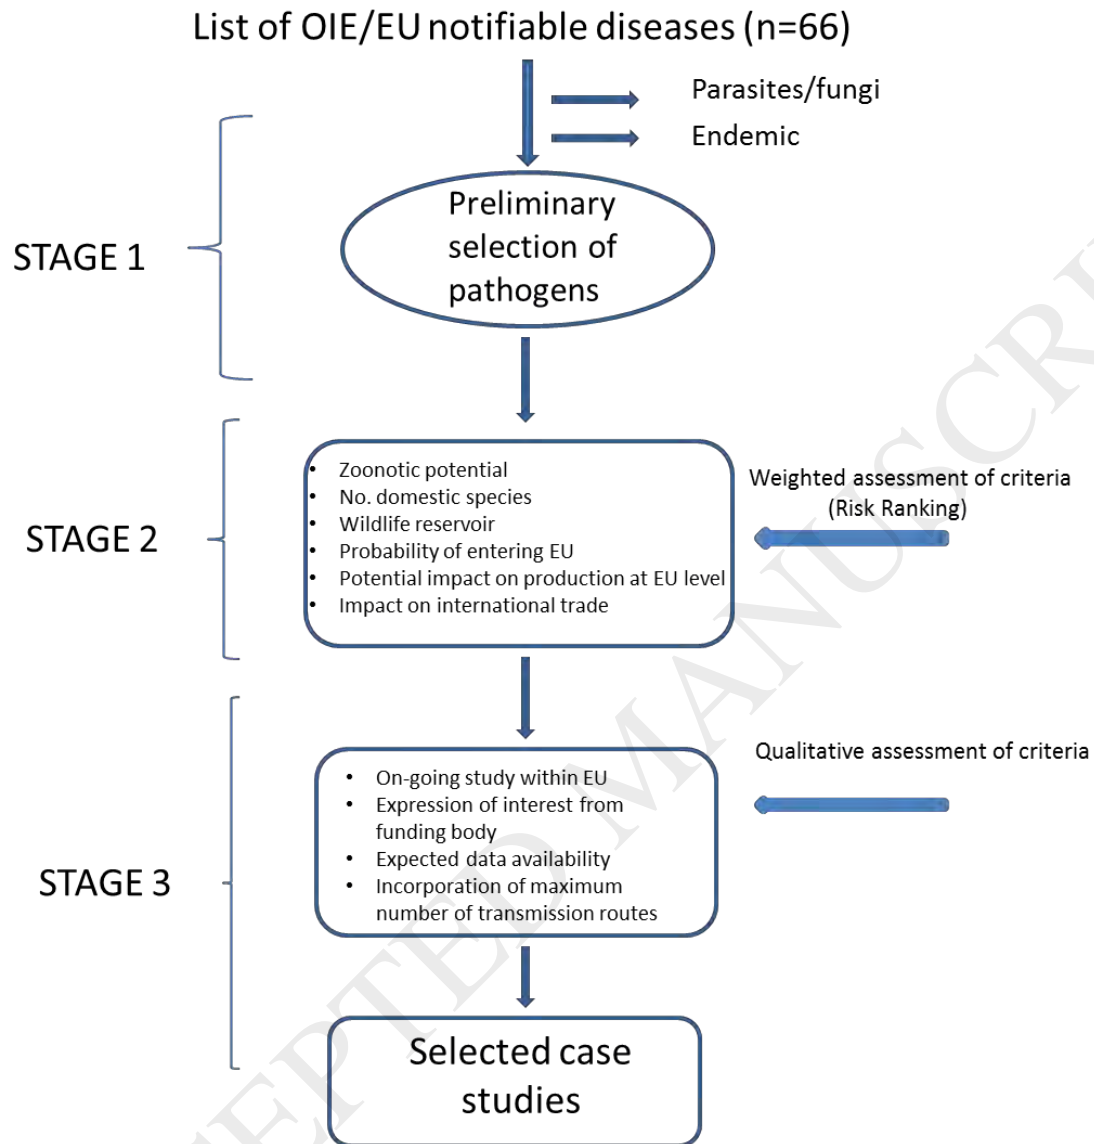 List of OIE/EU notifiable diseases (n=66)
Parasites/fungi
Endemic
STAGE 1
Preliminary
selection of
pathogens
STAGE 2
• Zoonotic potential
• No. domestic species
• Wildlife reservoir
• Probability of entering EU
• Potential impact on production at EU level
• Impact on international trade
Weighted assessment of criteria
(Risk Ranking)
STAGE 3
• On-going study within EU
• Expression of interest from
funding body
• Expected data availability
• Incorporation of maximum
number of transmission routes
Qualitative assessment of criteria
Selected case
studies
EPTED MANUSCRI